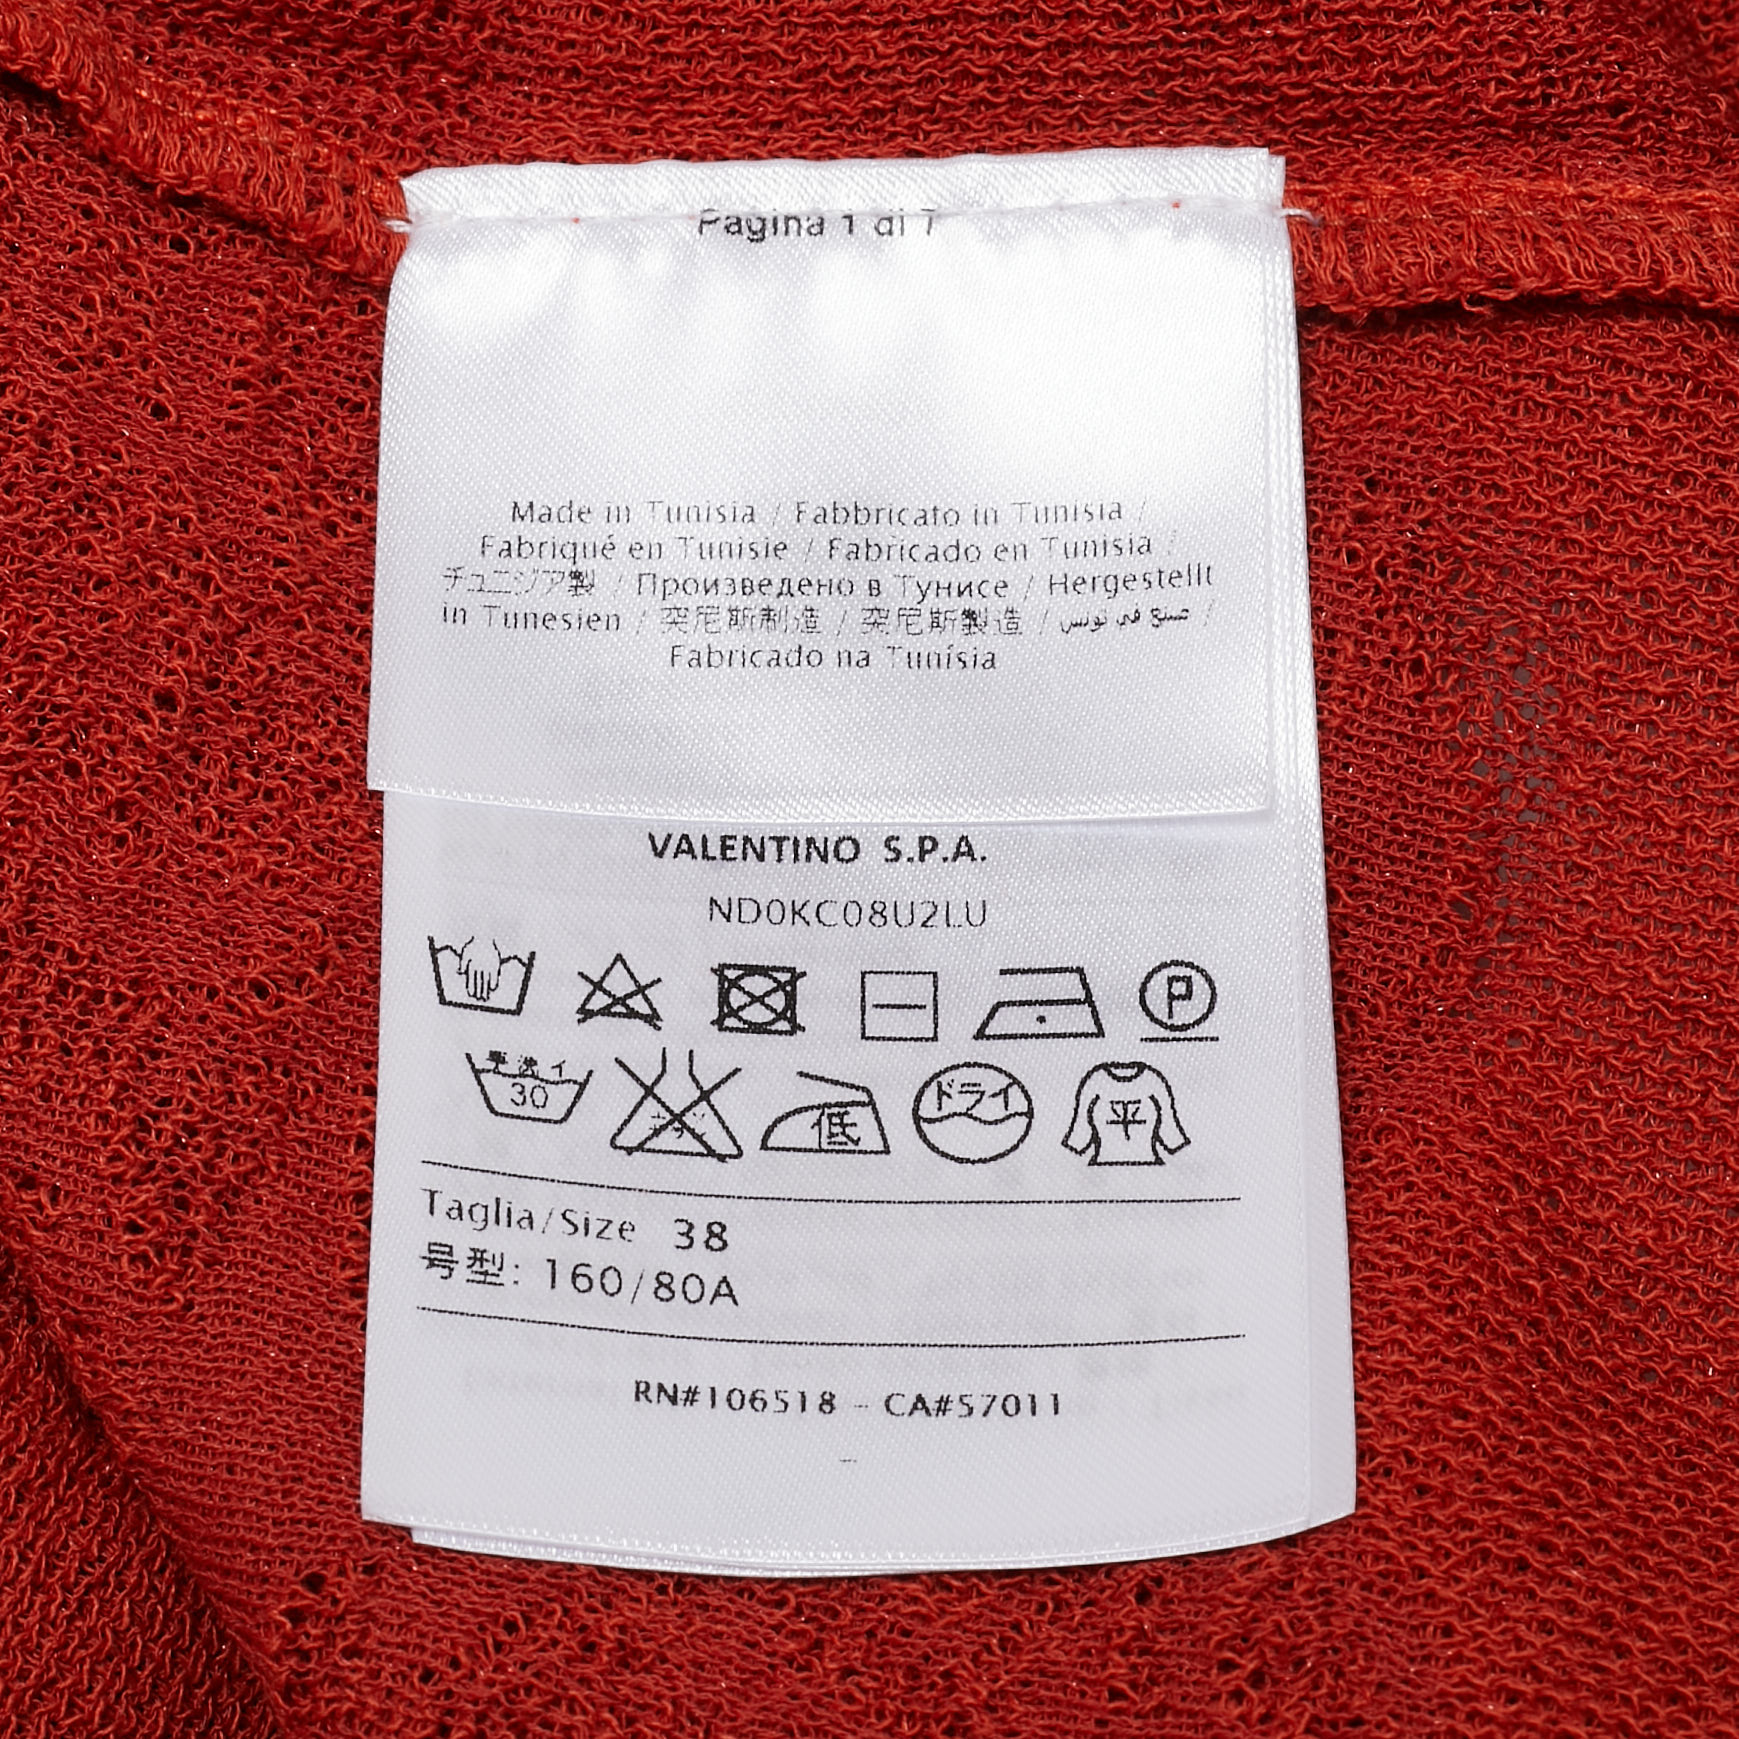 Pagina 1 di 7
Made in Tunisia / Fabbricato in Tunisia /
Fabriqué en Tunisie / Fabricado en Tunisia /
チュニジア製 / Произведено в Тунисе / Hergestellt
in Tunesien / 突尼斯制造 / 突尼斯製造 / صنع في تونس /
Fabricado na Tunísia
VALENTINO S.P.A.
ND0KC08U2LU
P
30 低 ドライ 平
Taglia/Size 38
号型: 160/80A
RN#106518 - CA#57011